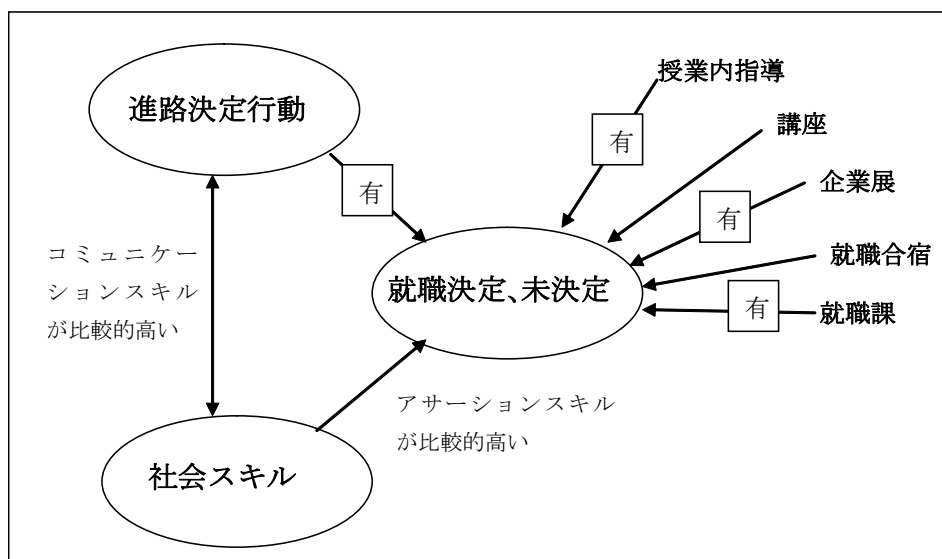 進路決定行動
授業内指導
有
講座
有
企業展
有
コミュニケー
ションスキル
が比較的高い
就職決定、未決定
就職合宿
有
就職課
アサーションスキル
が比較的高い
社会スキル